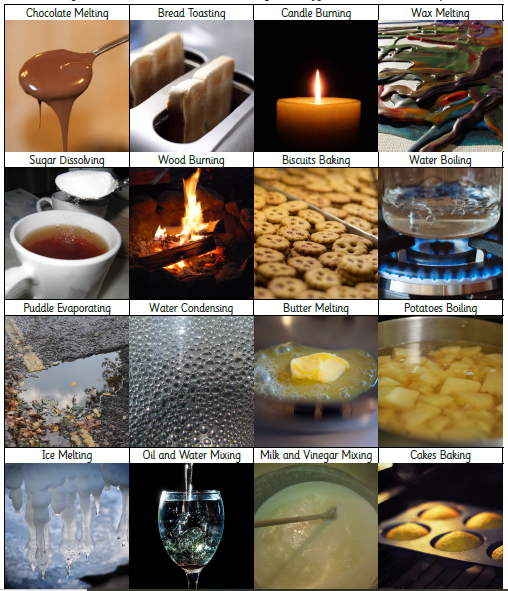 Chocolate Melting
Bread Toasting
Candle Burning
Wax Melting
Sugar Dissolving
Wood Burning
Biscuits Baking
Water Boiling
Puddle Evaporating
Water Condensing
Butter Melting
Potatoes Boiling
Ice Melting
Oil and Water Mixing
Milk and Vinegar Mixing
Cakes Baking